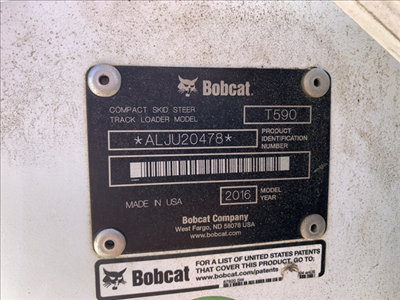 Bobcat.
COMPACT SKID STEER
TRACK LOADER MODEL
T590
*ALJU20478*
PRODUCT
IDENTIFICATION
NUMBER
MADE IN USA
2016
MODEL
YEAR
Bobcat Company
West Fargo, ND 58078 USA
www.bobcat.com
Bobcat
FOR A LIST OF UNITED STATES PATENTS
THAT COVER THIS PRODUCT, GO TO:
www.bobcat.com/patents